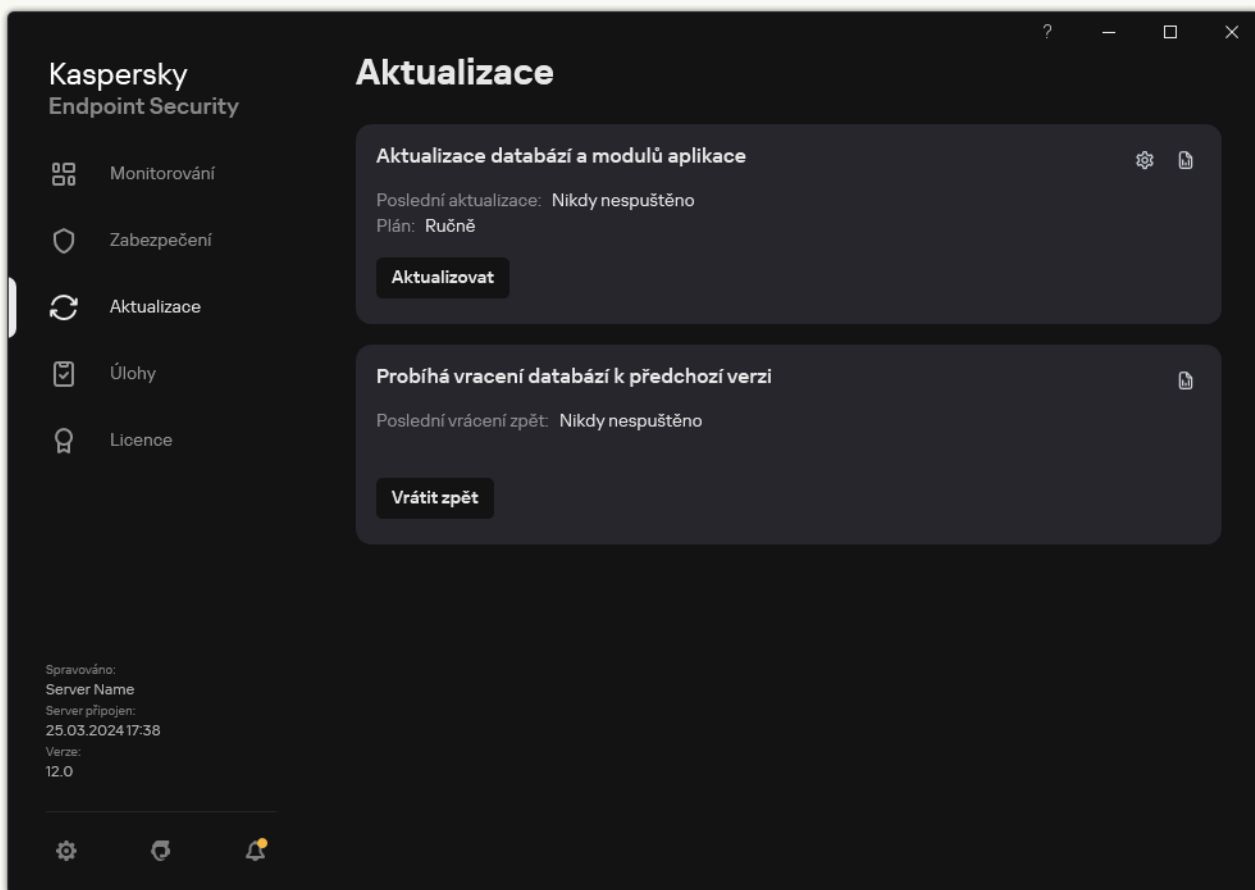 ?
Kaspersky
Endpoint Security
Monitorování
Zabezpečení
Aktualizace
Úlohy
Licence
Spravováno:
Server Name
Server připojen:
25.03.2024 17:38
Verze:
12.0
Aktualizace
Aktualizace databází a modulů aplikace
Poslední aktualizace: Nikdy nespuštěno
Plán: Ručně
Aktualizovat
Probíhá vracení databází k předchozí verzi
Poslední vrácení zpět: Nikdy nespuštěno
Vrátit zpět